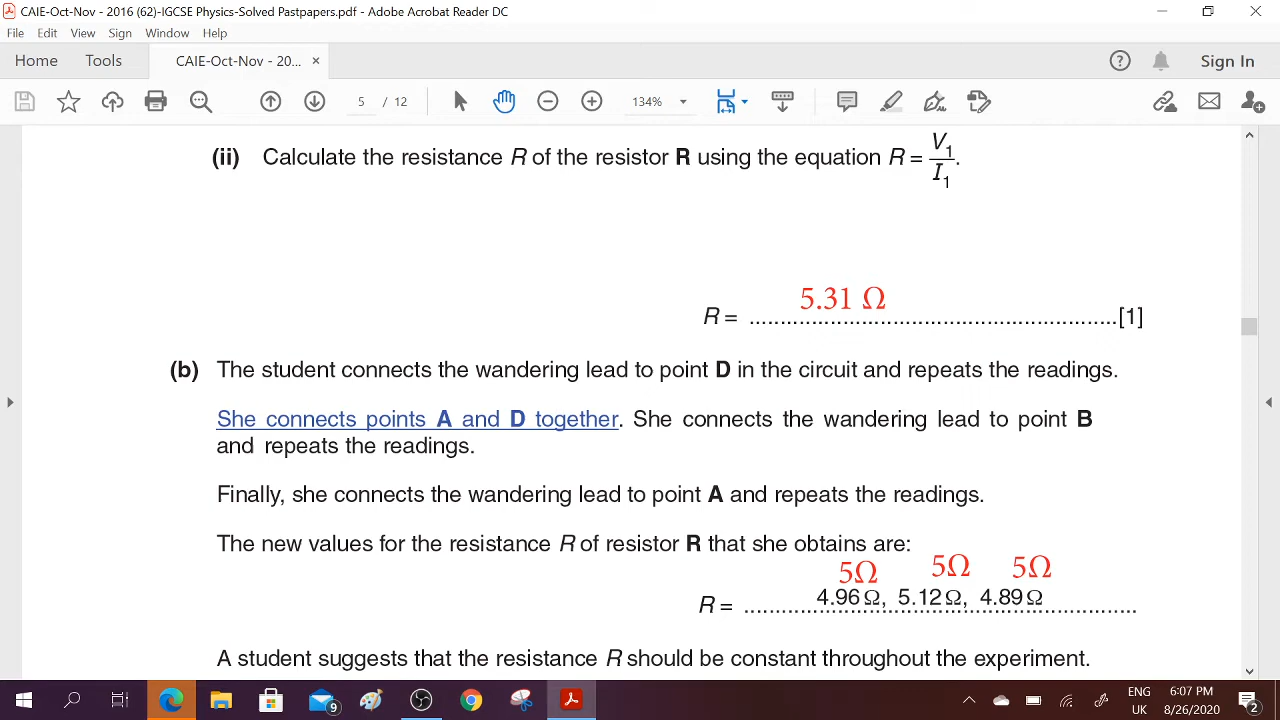 CAIE-Oct-Nov - 2016 (62)-IGCSE Physics-Solved Pastpapers.pdf - Adobe Acrobat Reader DC
File Edit View Sign Window Help
Home Tools CAIE-Oct-Nov - 20... × Sign In
5 / 12 134%
(ii) Calculate the resistance R of the resistor R using the equation R = V₁/I₁.
5.31 Ω
R = ............................................................[1]
(b) The student connects the wandering lead to point D in the circuit and repeats the readings.
She connects points A and D together. She connects the wandering lead to point B
and repeats the readings.
Finally, she connects the wandering lead to point A and repeats the readings.
The new values for the resistance R of resistor R that she obtains are:
5Ω 5Ω 5Ω
R = ............4.96 Ω, 5.12 Ω, 4.89 Ω...............
A student suggests that the resistance R should be constant throughout the experiment.
9 ENG 6:07 PM
UK 8/26/2020 2